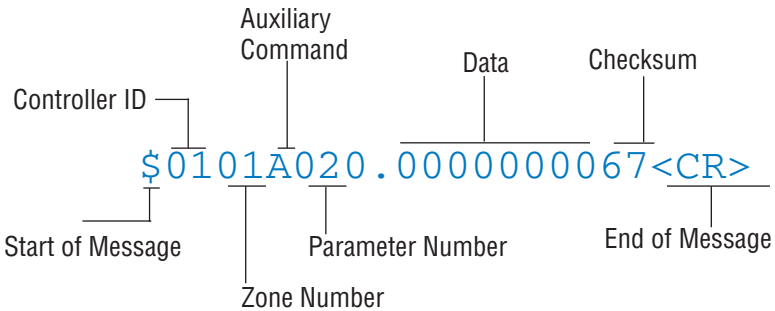 Auxiliary
Command
Data
Checksum
Controller ID
$0101A020.0000000067<CR>
Start of Message
Parameter Number
End of Message
Zone Number